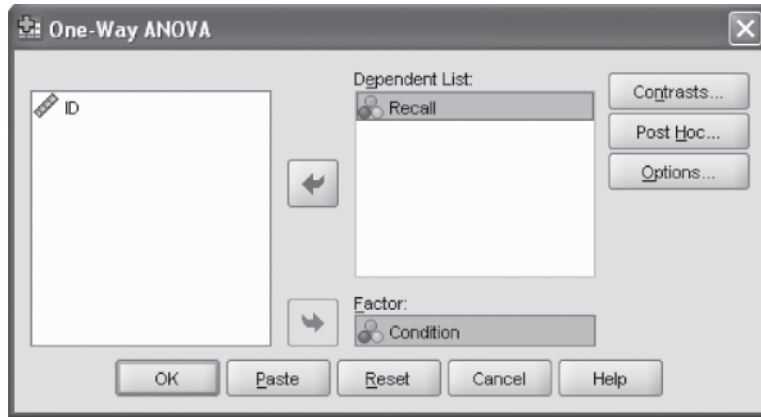 One-Way ANOVA
ID
Dependent List:
Recall
Contrasts...
Post Hoc...
Options...
Factor:
Condition
OK
Paste
Reset
Cancel
Help